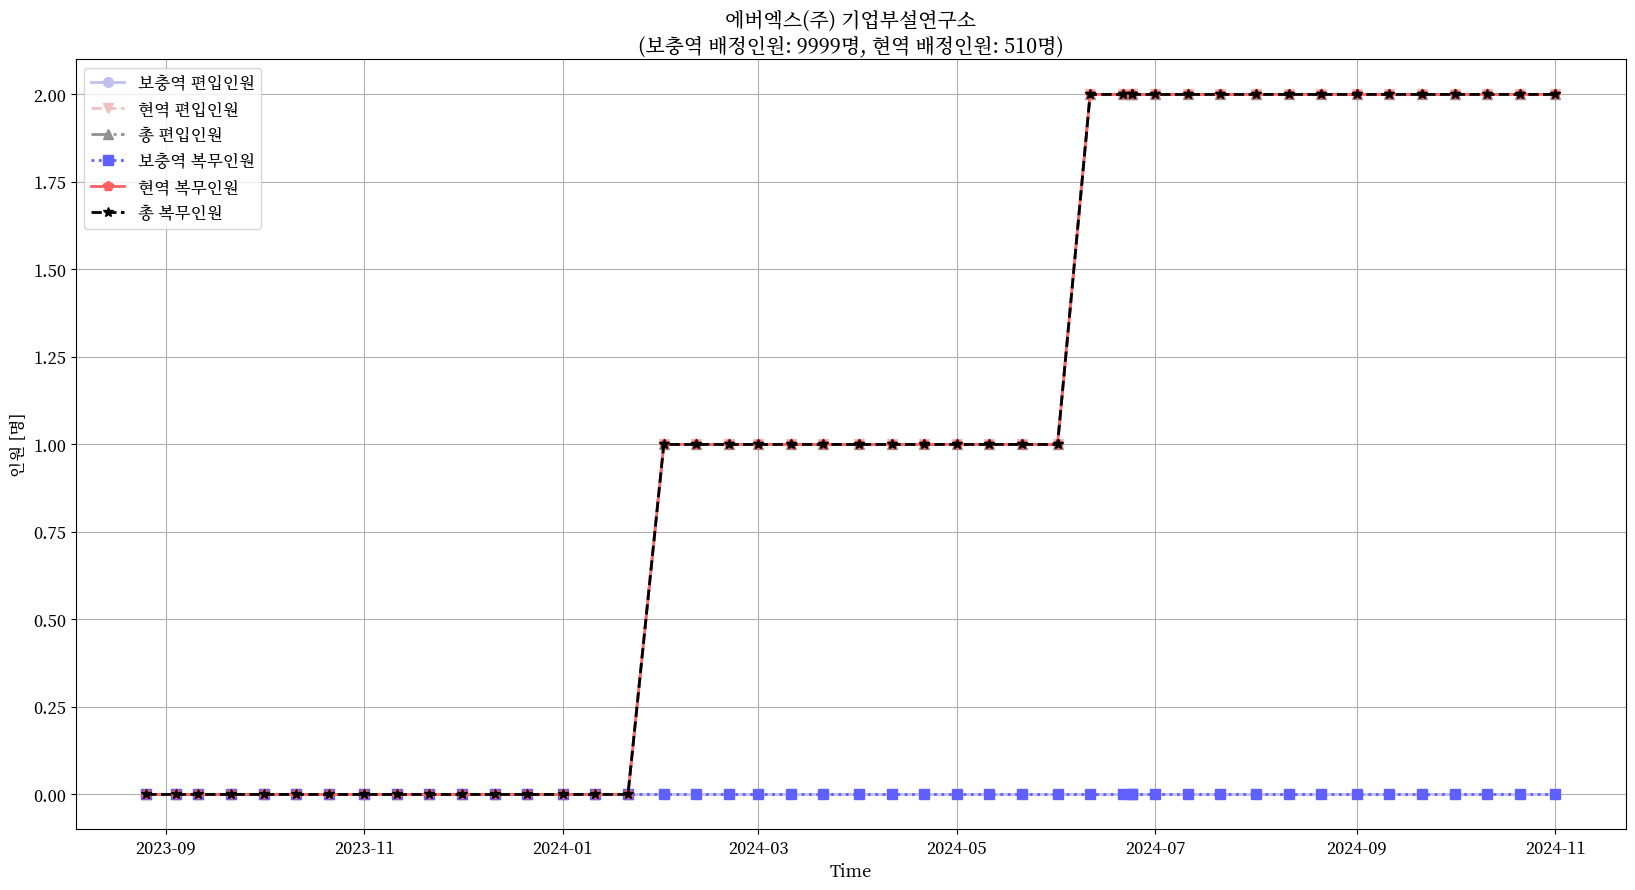 에버엑스(주) 기업부설연구소
(보충역 배정인원: 9999명, 현역 배정인원: 510명)
보충역 편입인원
현역 편입인원
총 편입인원
보충역 복무인원
현역 복무인원
총 복무인원
2.00
1.75
1.50
1.25
1.00
0.75
0.50
0.25
0.00
인원 [명]
2023-09
2023-11
2024-01
2024-03
2024-05
2024-07
2024-09
2024-11
Time